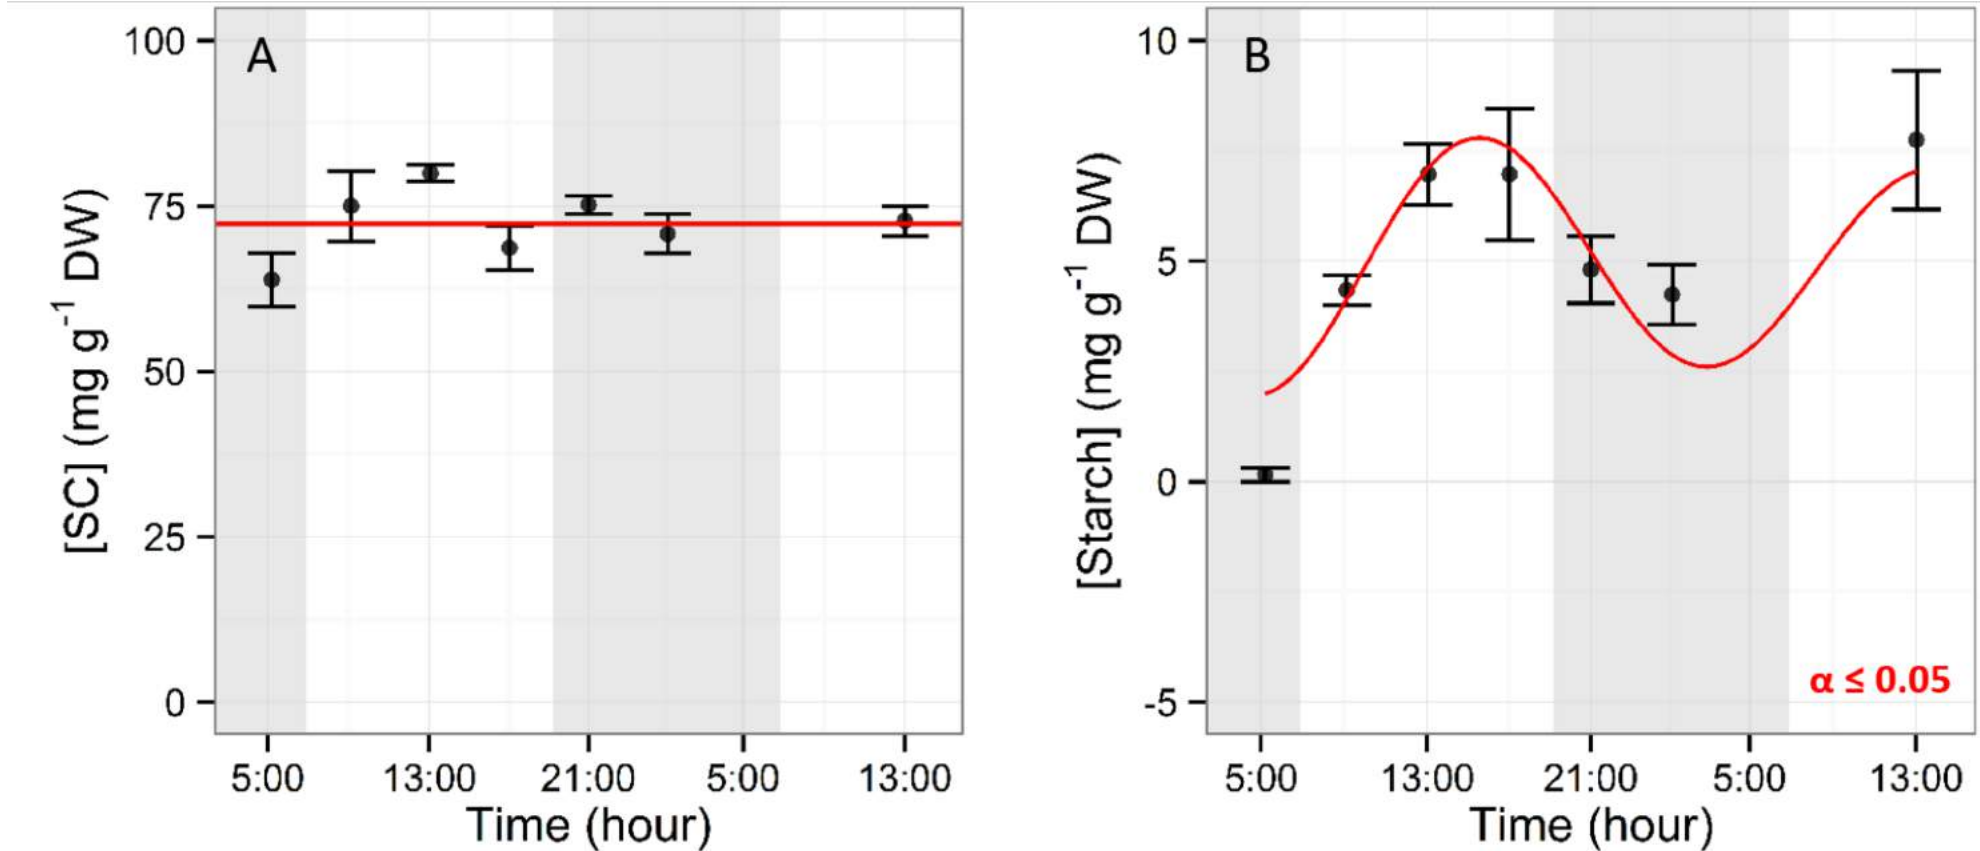 A
[SC] (mg g⁻¹ DW)
100
75
50
25
0
5:00 13:00 21:00 5:00 13:00
Time (hour)
B
[Starch] (mg g⁻¹ DW)
10
5
0
-5
α ≤ 0.05
5:00 13:00 21:00 5:00 13:00
Time (hour)